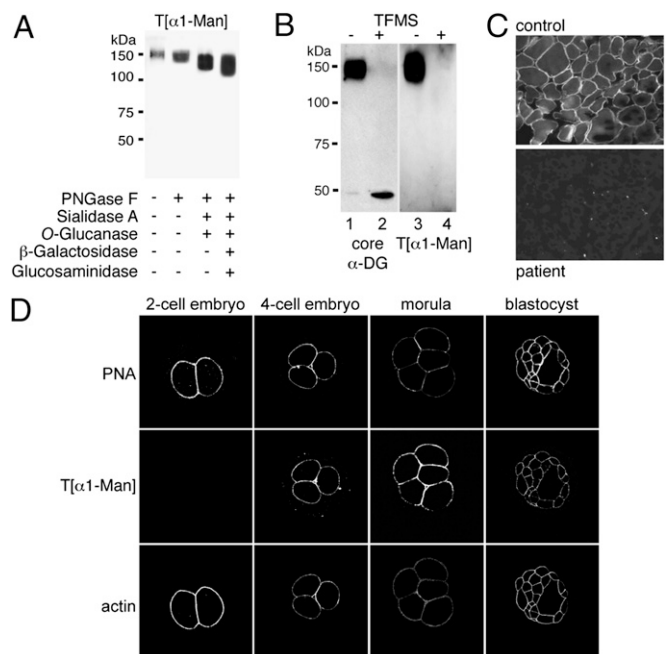 A
T[α1-Man]
kDa
150
100
75
50
PNGase F - + + +
Sialidase A - - + +
O-Glucanase - - + +
β-Galactosidase - - - +
Glucosaminidase - - - +
B
TFMS
- + - +
kDa
150
100
75
50
1 2 3 4
core α-DG
T[α1-Man]
C
control
patient
D
2-cell embryo 4-cell embryo morula blastocyst
PNA
T[α1-Man]
actin